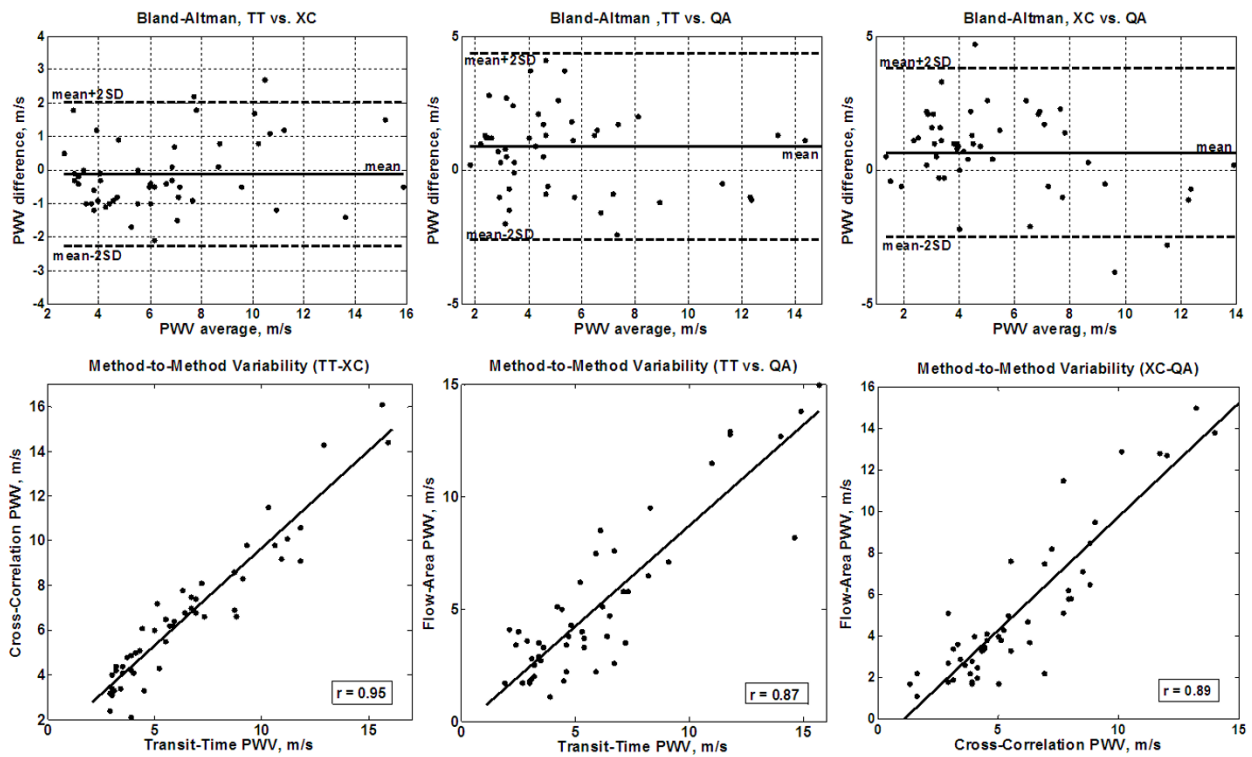 Bland-Altman, TT vs. XC
PWV difference, m/s
4
3
2
1
0
-1
-2
-3
-4
mean+2SD
mean
mean-2SD
2
4
6
8
10
12
14
16
PWV average, m/s
Bland-Altman ,TT vs. QA
PWV difference, m/s
5
0
-5
mean+2SD
mean
mean-2SD
2
4
6
8
10
12
14
PWV average, m/s
Bland-Altman, XC vs. QA
PWV difference, m/s
5
0
-5
mean+2SD
mean
mean-2SD
2
4
6
8
10
12
14
PWV averag, m/s
Method-to-Method Variability (TT-XC)
Cross-Correlation PWV, m/s
16
14
12
10
8
6
4
2
r = 0.95
5
10
15
Transit-Time PWV, m/s
Method-to-Method Variability (TT vs. QA)
Flow-Area PWV, m/s
15
10
5
0
r = 0.87
0
5
10
15
Transit-Time PWV, m/s
Method-to-Method Variability (XC-QA)
Flow-Area PWV, m/s
16
14
12
10
8
6
4
2
0
r = 0.89
0
5
10
15
Cross-Correlation PWV, m/s